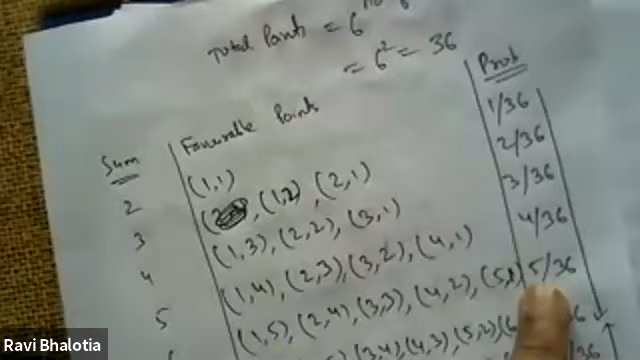 Total Points = 6
= 6² = 36
Sum Favourable Points Prob
2 (1,1) 1/36
3 (1,2), (2,1) 2/36
4 (1,3), (2,2), (3,1) 3/36
5 (1,4), (2,3), (3,2), (4,1) 4/36
(1,5), (2,4), (3,3), (4,2), (5,1) 5/36
(3,4), (4,3), (5,2)
Ravi Bhalotia